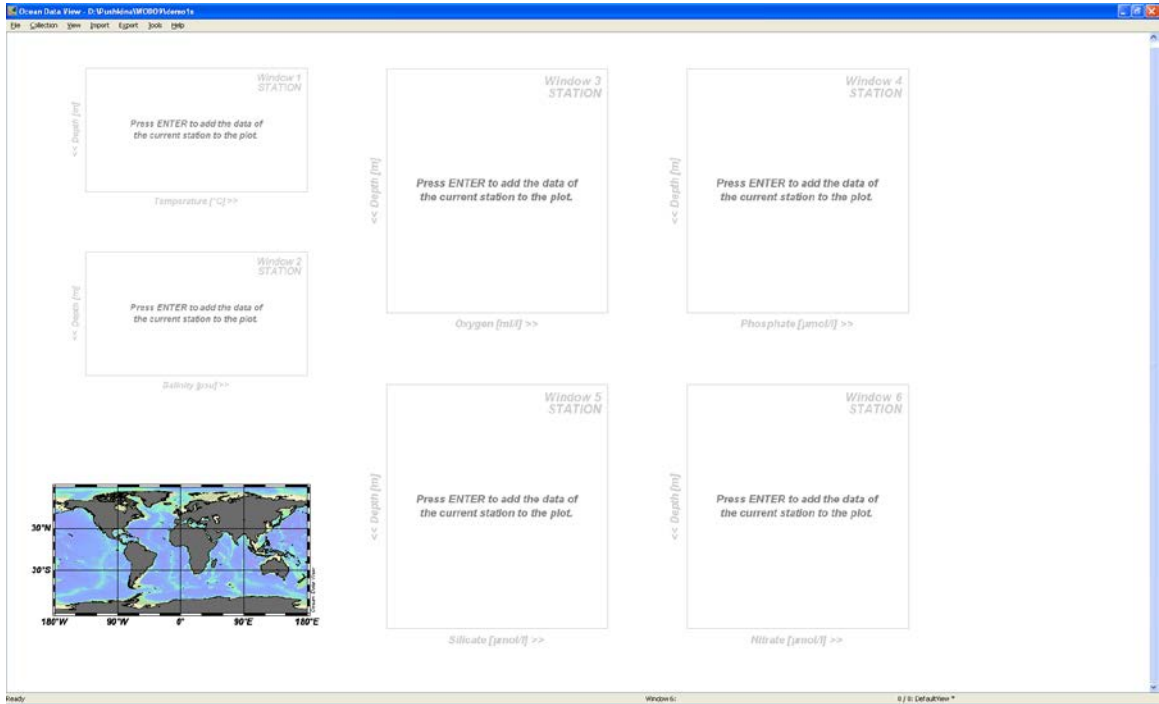 Ocean Data View - D:\Pushkins\WOD09\demo1s
File Collection View Import Export Tools Help
Window 1
STATION
Press ENTER to add the data of
the current station to the plot.
<< Depth [m]
Temperature [°C] >>
Window 2
STATION
Press ENTER to add the data of
the current station to the plot.
<< Depth [m]
Salinity [psu] >>
Window 3
STATION
Press ENTER to add the data of
the current station to the plot.
<< Depth [m]
Oxygen [ml/l] >>
Window 4
STATION
Press ENTER to add the data of
the current station to the plot.
<< Depth [m]
Phosphate [µmol/l] >>
Window 5
STATION
Press ENTER to add the data of
the current station to the plot.
<< Depth [m]
Silicate [µmol/l] >>
Window 6
STATION
Press ENTER to add the data of
the current station to the plot.
<< Depth [m]
Nitrate [µmol/l] >>
30°N
30°S
180°W 90°W 0° 90°E 180°E
Ocean Data View
Ready Window 6: 0 / 0: DefaultView *